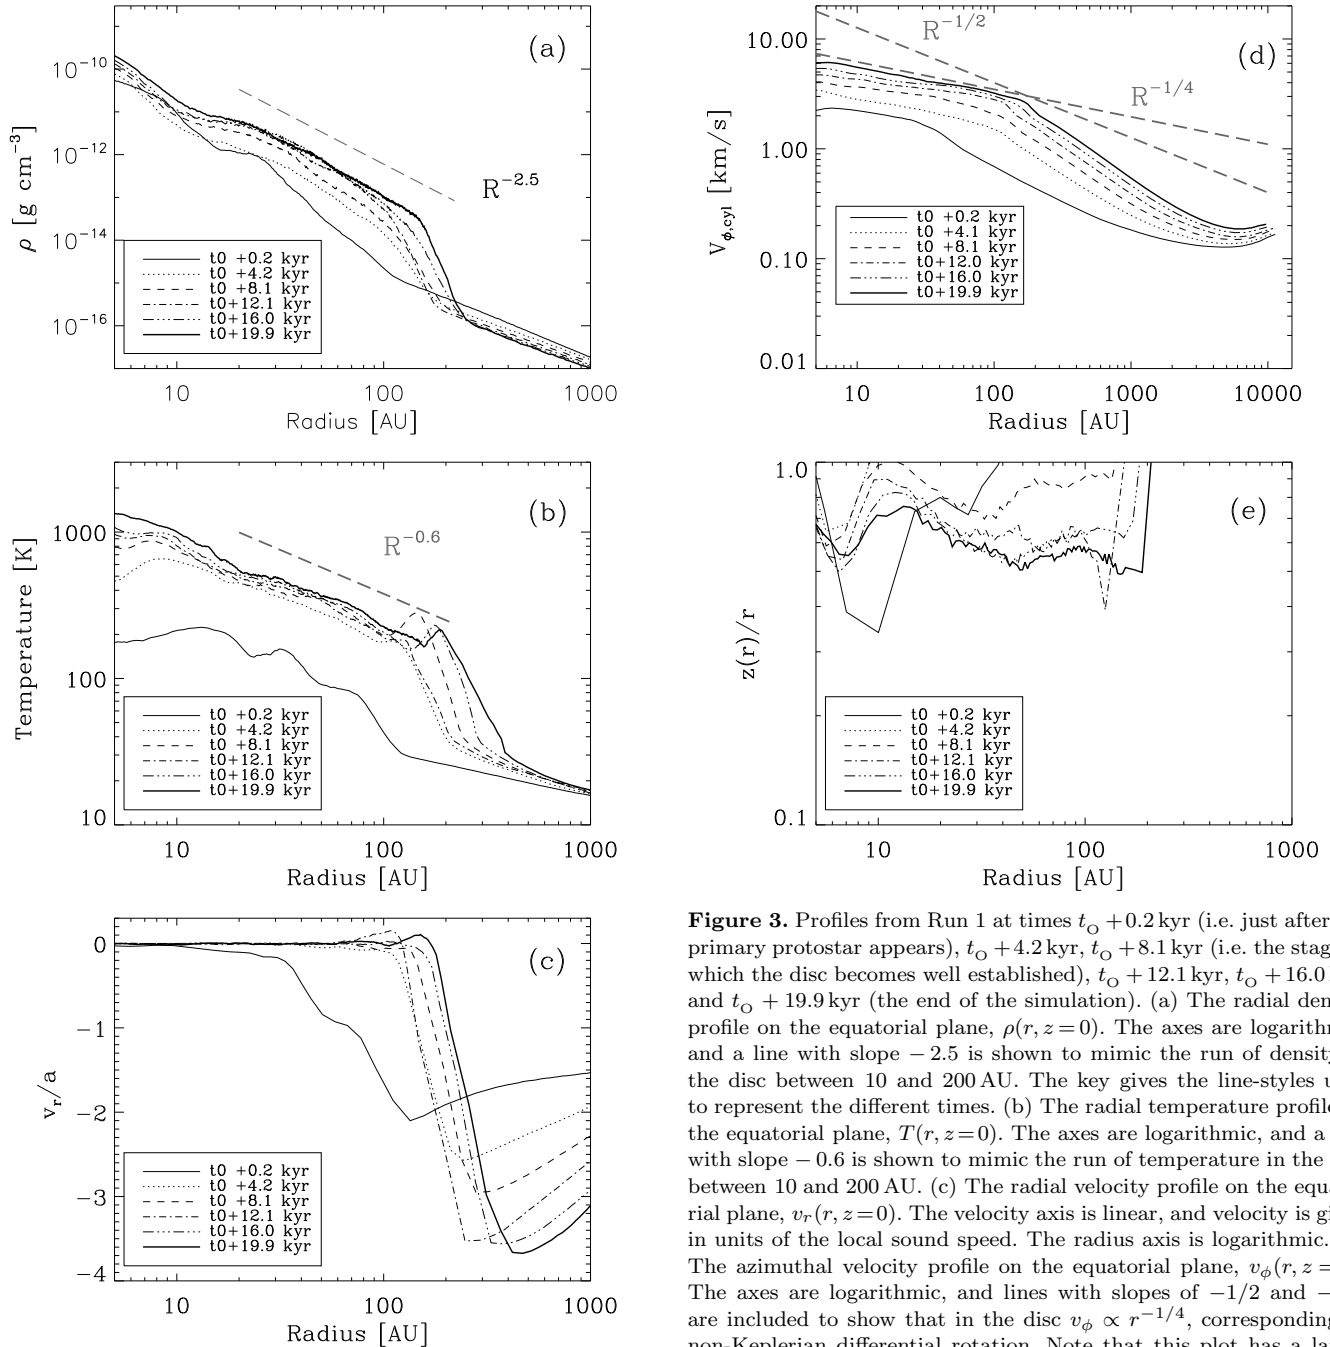 (a)
10^{-10}
10^{-12}
10^{-14}
10^{-16}
ρ [g cm^{-3}]
R^{-2.5}
t0 +0.2 kyr
t0 +4.2 kyr
t0 +8.1 kyr
t0+12.1 kyr
t0+16.0 kyr
t0+19.9 kyr
10 100 1000
Radius [AU]
(b)
1000
100
10
Temperature [K]
R^{-0.6}
t0 +0.2 kyr
t0 +4.2 kyr
t0 +8.1 kyr
t0+12.1 kyr
t0+16.0 kyr
t0+19.9 kyr
10 100 1000
Radius [AU]
(c)
0
−1
−2
−3
−4
v_r/a
t0 +0.2 kyr
t0 +4.2 kyr
t0 +8.1 kyr
t0+12.1 kyr
t0+16.0 kyr
t0+19.9 kyr
10 100 1000
Radius [AU]
(d)
10.00
1.00
0.10
0.01
V_{ϕ,cyl} [km/s]
R^{-1/2}
R^{-1/4}
t0 +0.2 kyr
t0 +4.1 kyr
t0 +8.1 kyr
t0+12.0 kyr
t0+16.0 kyr
t0+19.9 kyr
10 100 1000 10000
Radius [AU]
(e)
1.0
0.1
z(r)/r
t0 +0.2 kyr
t0 +4.2 kyr
t0 +8.1 kyr
t0+12.1 kyr
t0+16.0 kyr
t0+19.9 kyr
10 100 1000
Radius [AU]
Figure 3. Profiles from Run 1 at times t_O + 0.2 kyr (i.e. just after
primary protostar appears), t_O + 4.2 kyr, t_O + 8.1 kyr (i.e. the stag
which the disc becomes well established), t_O + 12.1 kyr, t_O + 16.0
and t_O + 19.9 kyr (the end of the simulation). (a) The radial den
profile on the equatorial plane, ρ(r, z = 0). The axes are logarithm
and a line with slope − 2.5 is shown to mimic the run of density
the disc between 10 and 200 AU. The key gives the line-styles u
to represent the different times. (b) The radial temperature profile
the equatorial plane, T(r, z = 0). The axes are logarithmic, and a
with slope − 0.6 is shown to mimic the run of temperature in the
between 10 and 200 AU. (c) The radial velocity profile on the equa
rial plane, v_r(r, z=0). The velocity axis is linear, and velocity is gi
in units of the local sound speed. The radius axis is logarithmic.
The azimuthal velocity profile on the equatorial plane, v_ϕ(r, z =
The axes are logarithmic, and lines with slopes of −1/2 and −
are included to show that in the disc v_ϕ ∝ r^{−1/4}, corresponding
non-Keplerian differential rotation. Note that this plot has a la